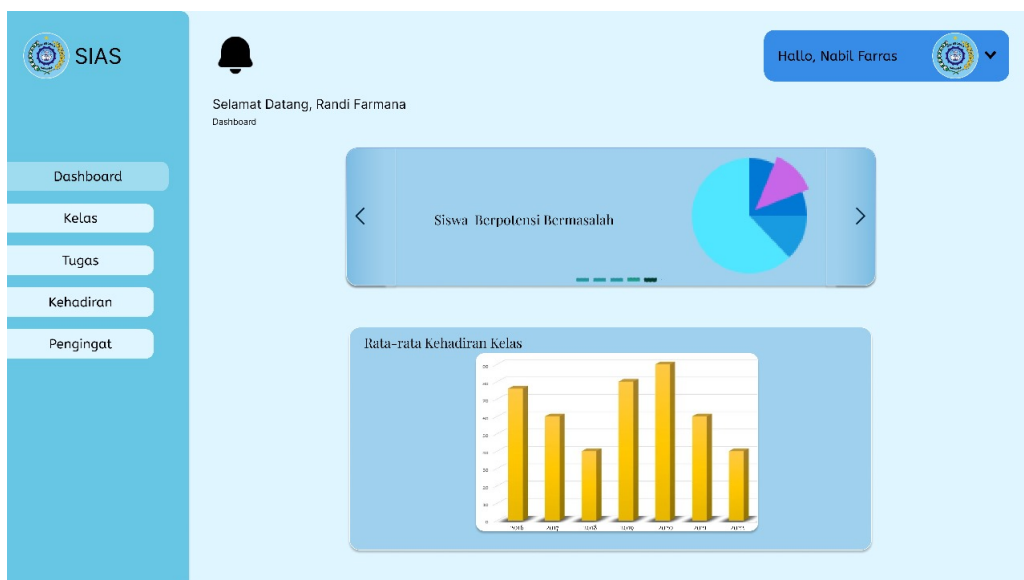 SIAS
Hallo, Nabil Farras
Selamat Datang, Randi Farmana
Dashboard
Dashboard
Kelas
Tugas
Kehadiran
Pengingat
Siswa Berpotensi Bermasalah
Rata-rata Kehadiran Kelas